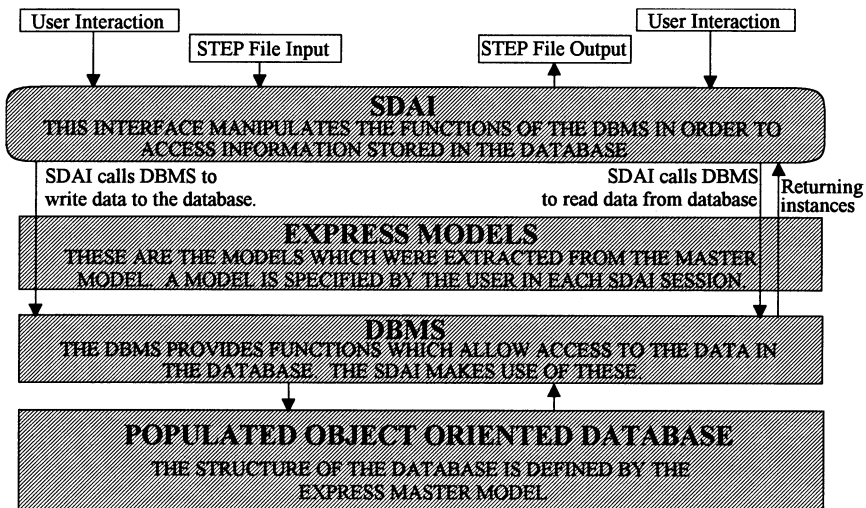 User Interaction
STEP File Input
STEP File Output
User Interaction
SDAI
THIS INTERFACE MANIPULATES THE FUNCTIONS OF THE DBMS IN ORDER TO
ACCESS INFORMATION STORED IN THE DATABASE
SDAI calls DBMS to
write data to the database.
SDAI calls DBMS
to read data from database
Returning
instances
EXPRESS MODELS
THESE ARE THE MODELS WHICH WERE EXTRACTED FROM THE MASTER
MODEL. A MODEL IS SPECIFIED BY THE USER IN EACH SDAI SESSION.
DBMS
THE DBMS PROVIDES FUNCTIONS WHICH ALLOW ACCESS TO THE DATA IN
THE DATABASE. THE SDAI MAKES USE OF THESE.
POPULATED OBJECT ORIENTED DATABASE
THE STRUCTURE OF THE DATABASE IS DEFINED BY THE
EXPRESS MASTER MODEL